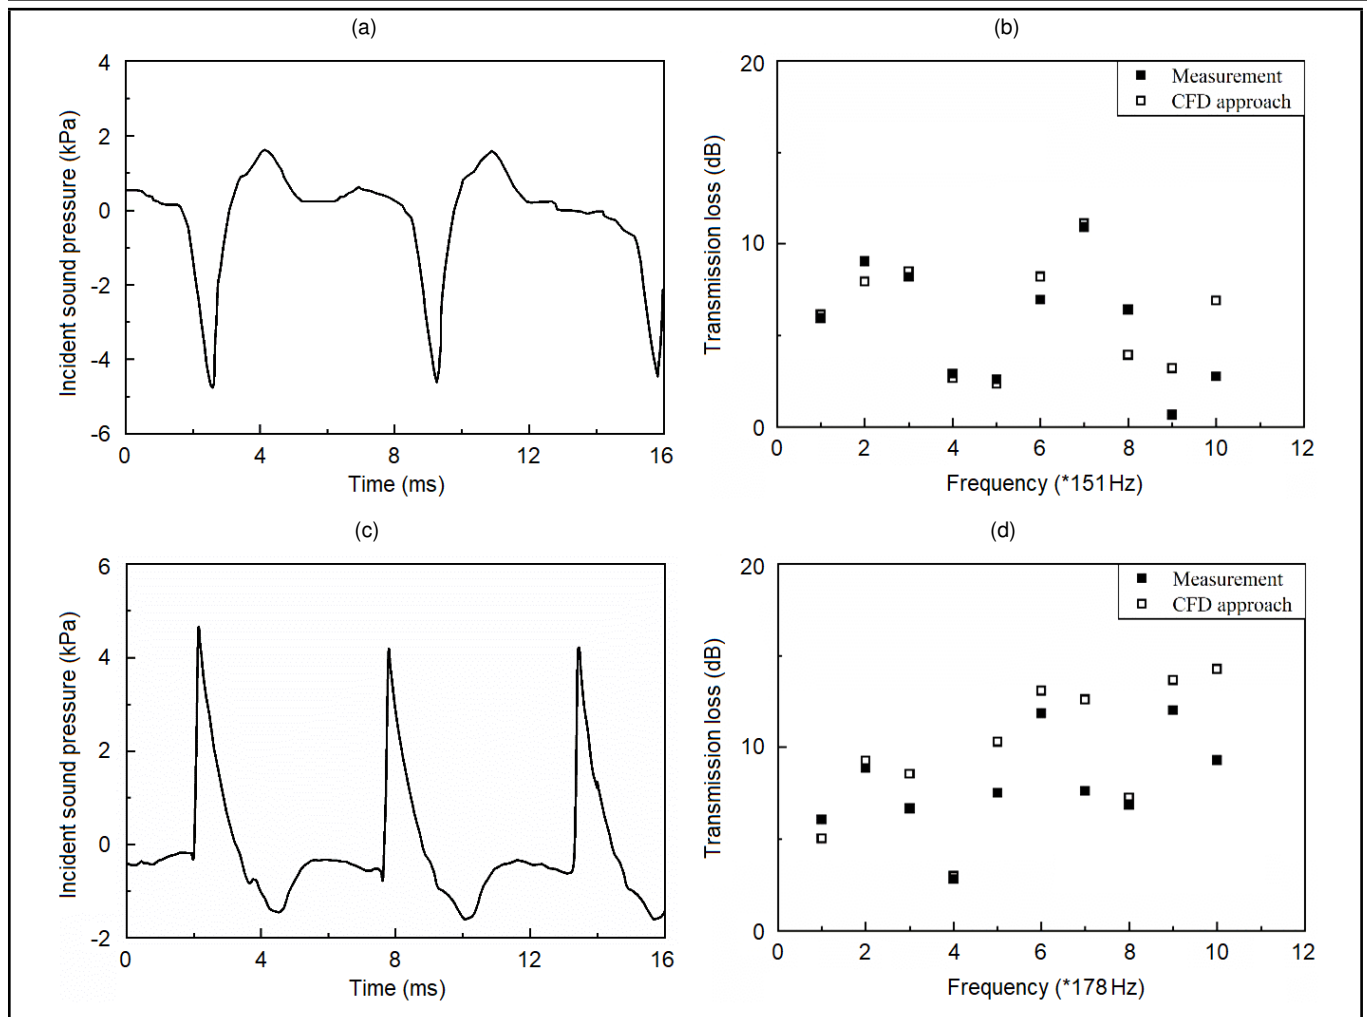 (a)
4
2
0
-2
-4
-6
Incident sound pressure (kPa)
0 4 8 12 16
Time (ms)
(b)
20
10
0
Transmission loss (dB)
Measurement
CFD approach
0 2 4 6 8 10 12
Frequency (*151 Hz)
(c)
6
4
2
0
-2
Incident sound pressure (kPa)
0 4 8 12 16
Time (ms)
(d)
20
10
0
Transmission loss (dB)
Measurement
CFD approach
0 2 4 6 8 10 12
Frequency (*178 Hz)